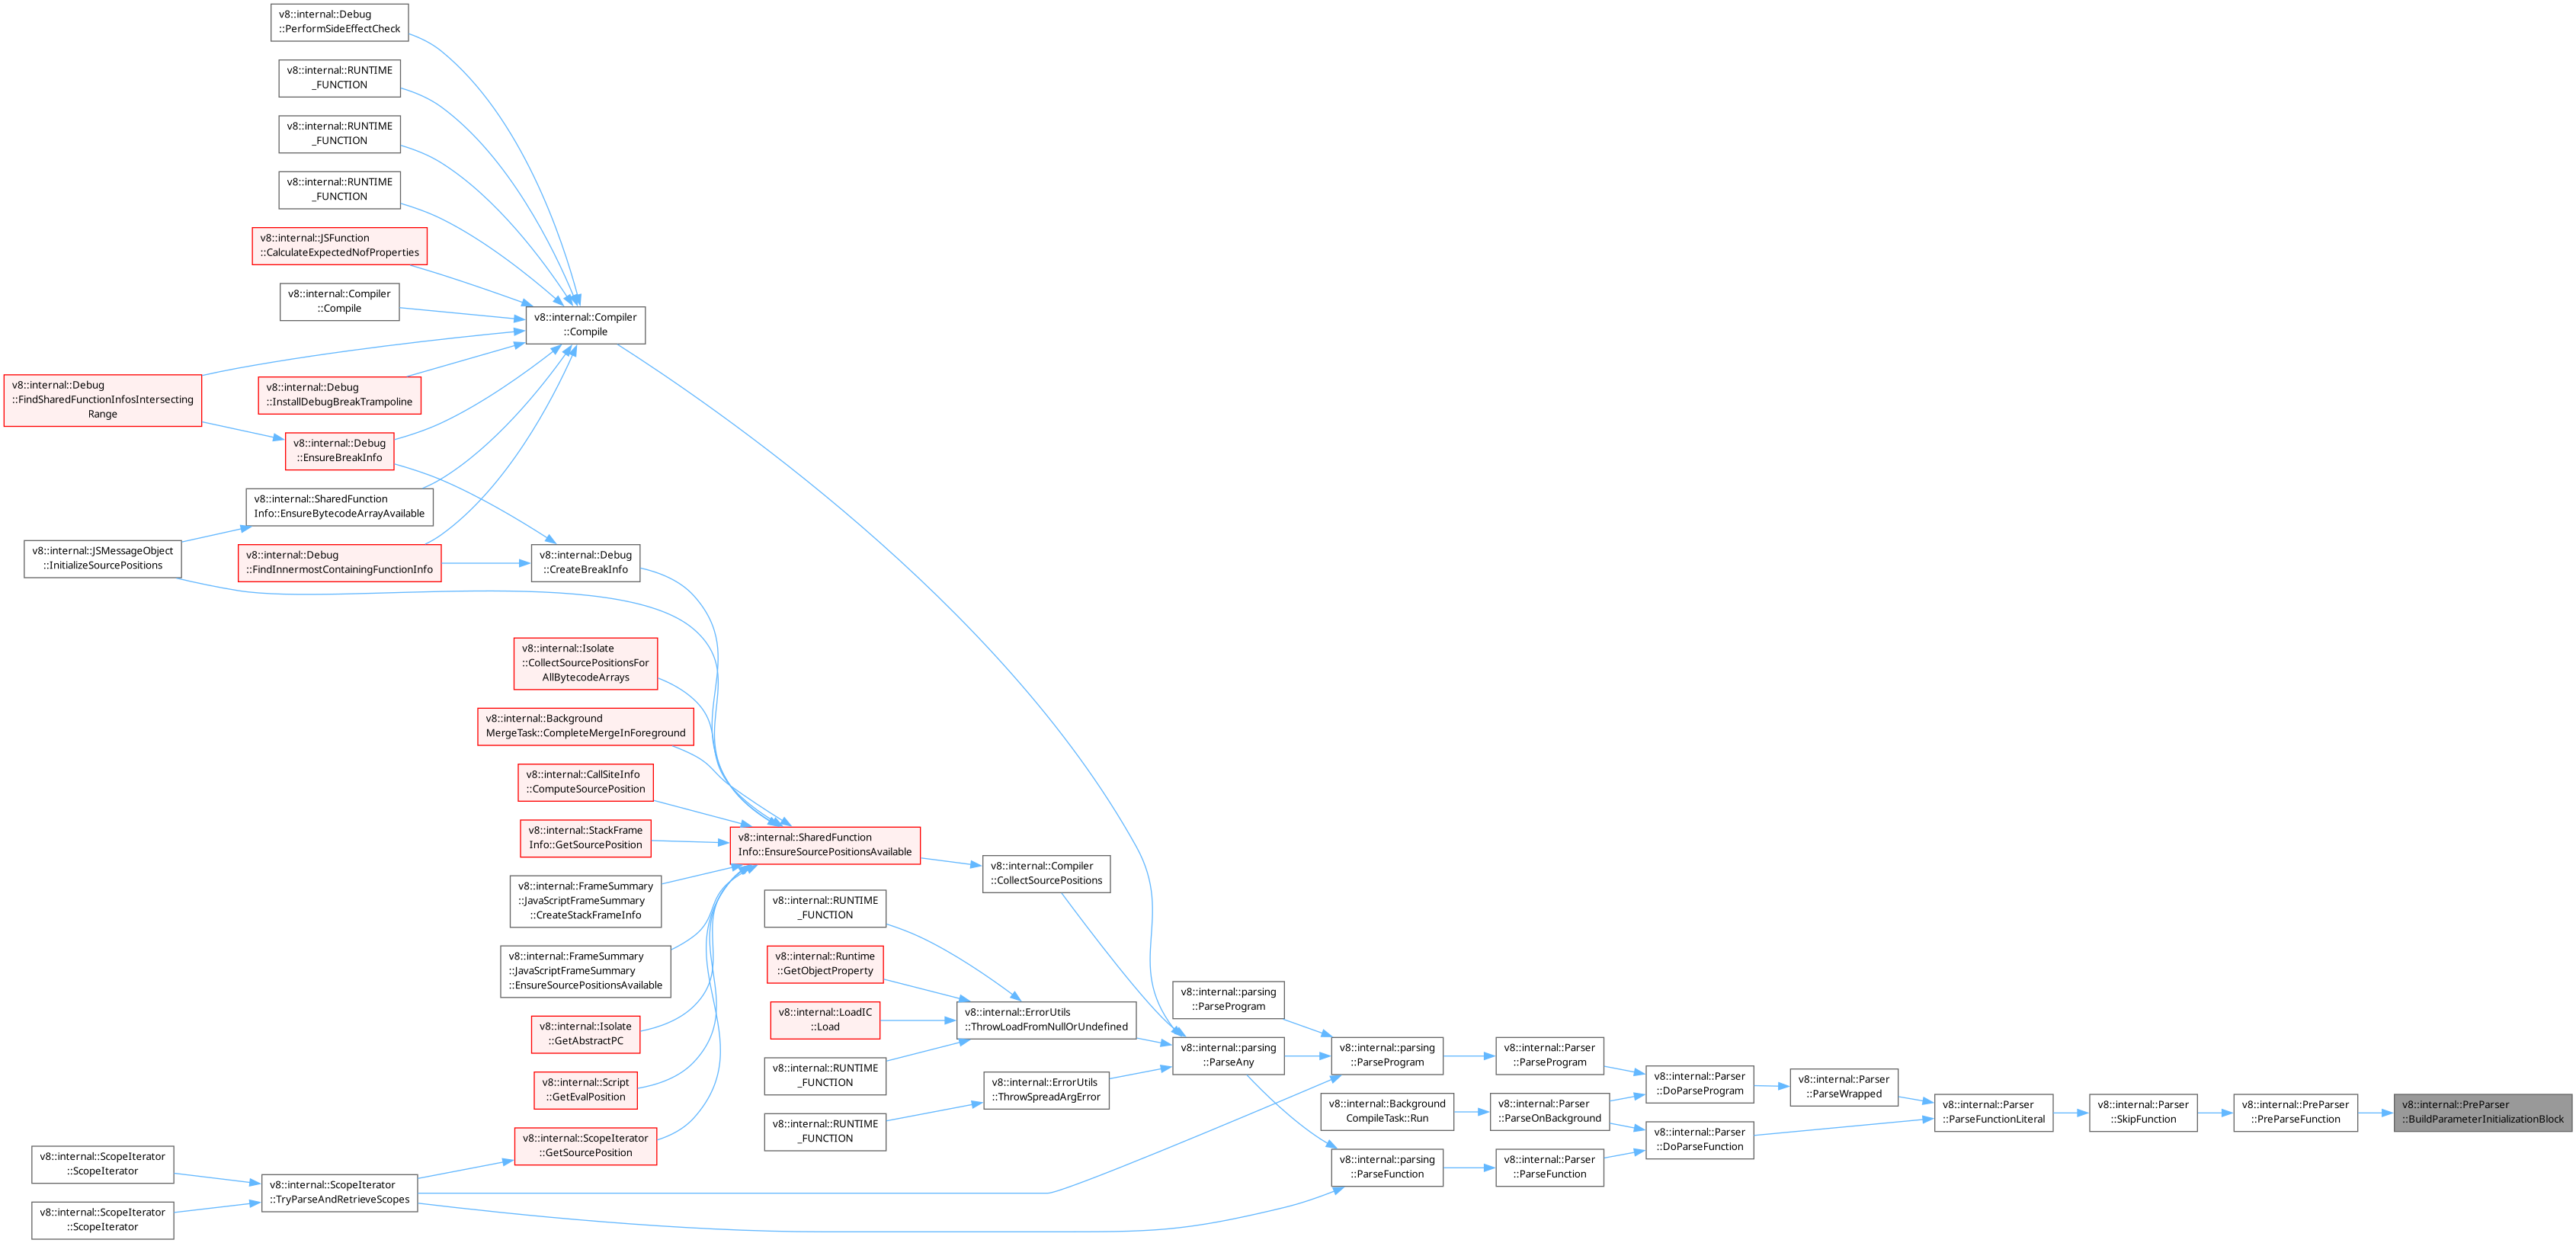 v8::internal::Debug
::PerformSideEffectCheck
v8::internal::RUNTIME
_FUNCTION
v8::internal::RUNTIME
_FUNCTION
v8::internal::RUNTIME
_FUNCTION
v8::internal::JSFunction
::CalculateExpectedNofProperties
v8::internal::Compiler
::Compile
v8::internal::Compiler
::Compile
v8::internal::Debug
::FindSharedFunctionInfosIntersecting
Range
v8::internal::Debug
::InstallDebugBreakTrampoline
v8::internal::Debug
::EnsureBreakInfo
v8::internal::SharedFunction
Info::EnsureBytecodeArrayAvailable
v8::internal::JSMessageObject
::InitializeSourcePositions
v8::internal::Debug
::FindInnermostContainingFunctionInfo
v8::internal::Debug
::CreateBreakInfo
v8::internal::Isolate
::CollectSourcePositionsFor
AllBytecodeArrays
v8::internal::Background
MergeTask::CompleteMergeInForeground
v8::internal::CallSiteInfo
::ComputeSourcePosition
v8::internal::StackFrame
Info::GetSourcePosition
v8::internal::SharedFunction
Info::EnsureSourcePositionsAvailable
v8::internal::Compiler
::CollectSourcePositions
v8::internal::FrameSummary
::JavaScriptFrameSummary
::CreateStackFrameInfo
v8::internal::RUNTIME
_FUNCTION
v8::internal::FrameSummary
::JavaScriptFrameSummary
::EnsureSourcePositionsAvailable
v8::internal::Runtime
::GetObjectProperty
v8::internal::LoadIC
::Load
v8::internal::ErrorUtils
::ThrowLoadFromNullOrUndefined
v8::internal::parsing
::ParseProgram
v8::internal::Isolate
::GetAbstractPC
v8::internal::RUNTIME
_FUNCTION
v8::internal::parsing
::ParseAny
v8::internal::parsing
::ParseProgram
v8::internal::Parser
::ParseProgram
v8::internal::Script
::GetEvalPosition
v8::internal::ErrorUtils
::ThrowSpreadArgError
v8::internal::Parser
::DoParseProgram
v8::internal::Parser
::ParseWrapped
v8::internal::RUNTIME
_FUNCTION
v8::internal::Background
CompileTask::Run
v8::internal::Parser
::ParseOnBackground
v8::internal::Parser
::ParseFunctionLiteral
v8::internal::Parser
::SkipFunction
v8::internal::PreParser
::PreParseFunction
v8::internal::PreParser
::BuildParameterInitializationBlock
v8::internal::ScopeIterator
::GetSourcePosition
v8::internal::Parser
::DoParseFunction
v8::internal::ScopeIterator
::ScopeIterator
v8::internal::ScopeIterator
::TryParseAndRetrieveScopes
v8::internal::parsing
::ParseFunction
v8::internal::Parser
::ParseFunction
v8::internal::ScopeIterator
::ScopeIterator